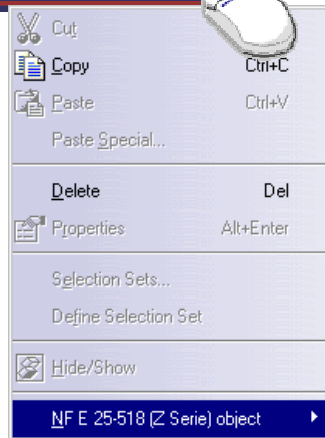 Cut
Copy Ctrl+C
Paste Ctrl+V
Paste Special...
Delete Del
Properties Alt+Enter
Selection Sets...
Define Selection Set
Hide/Show
NF E 25-518 (Z Serie) object